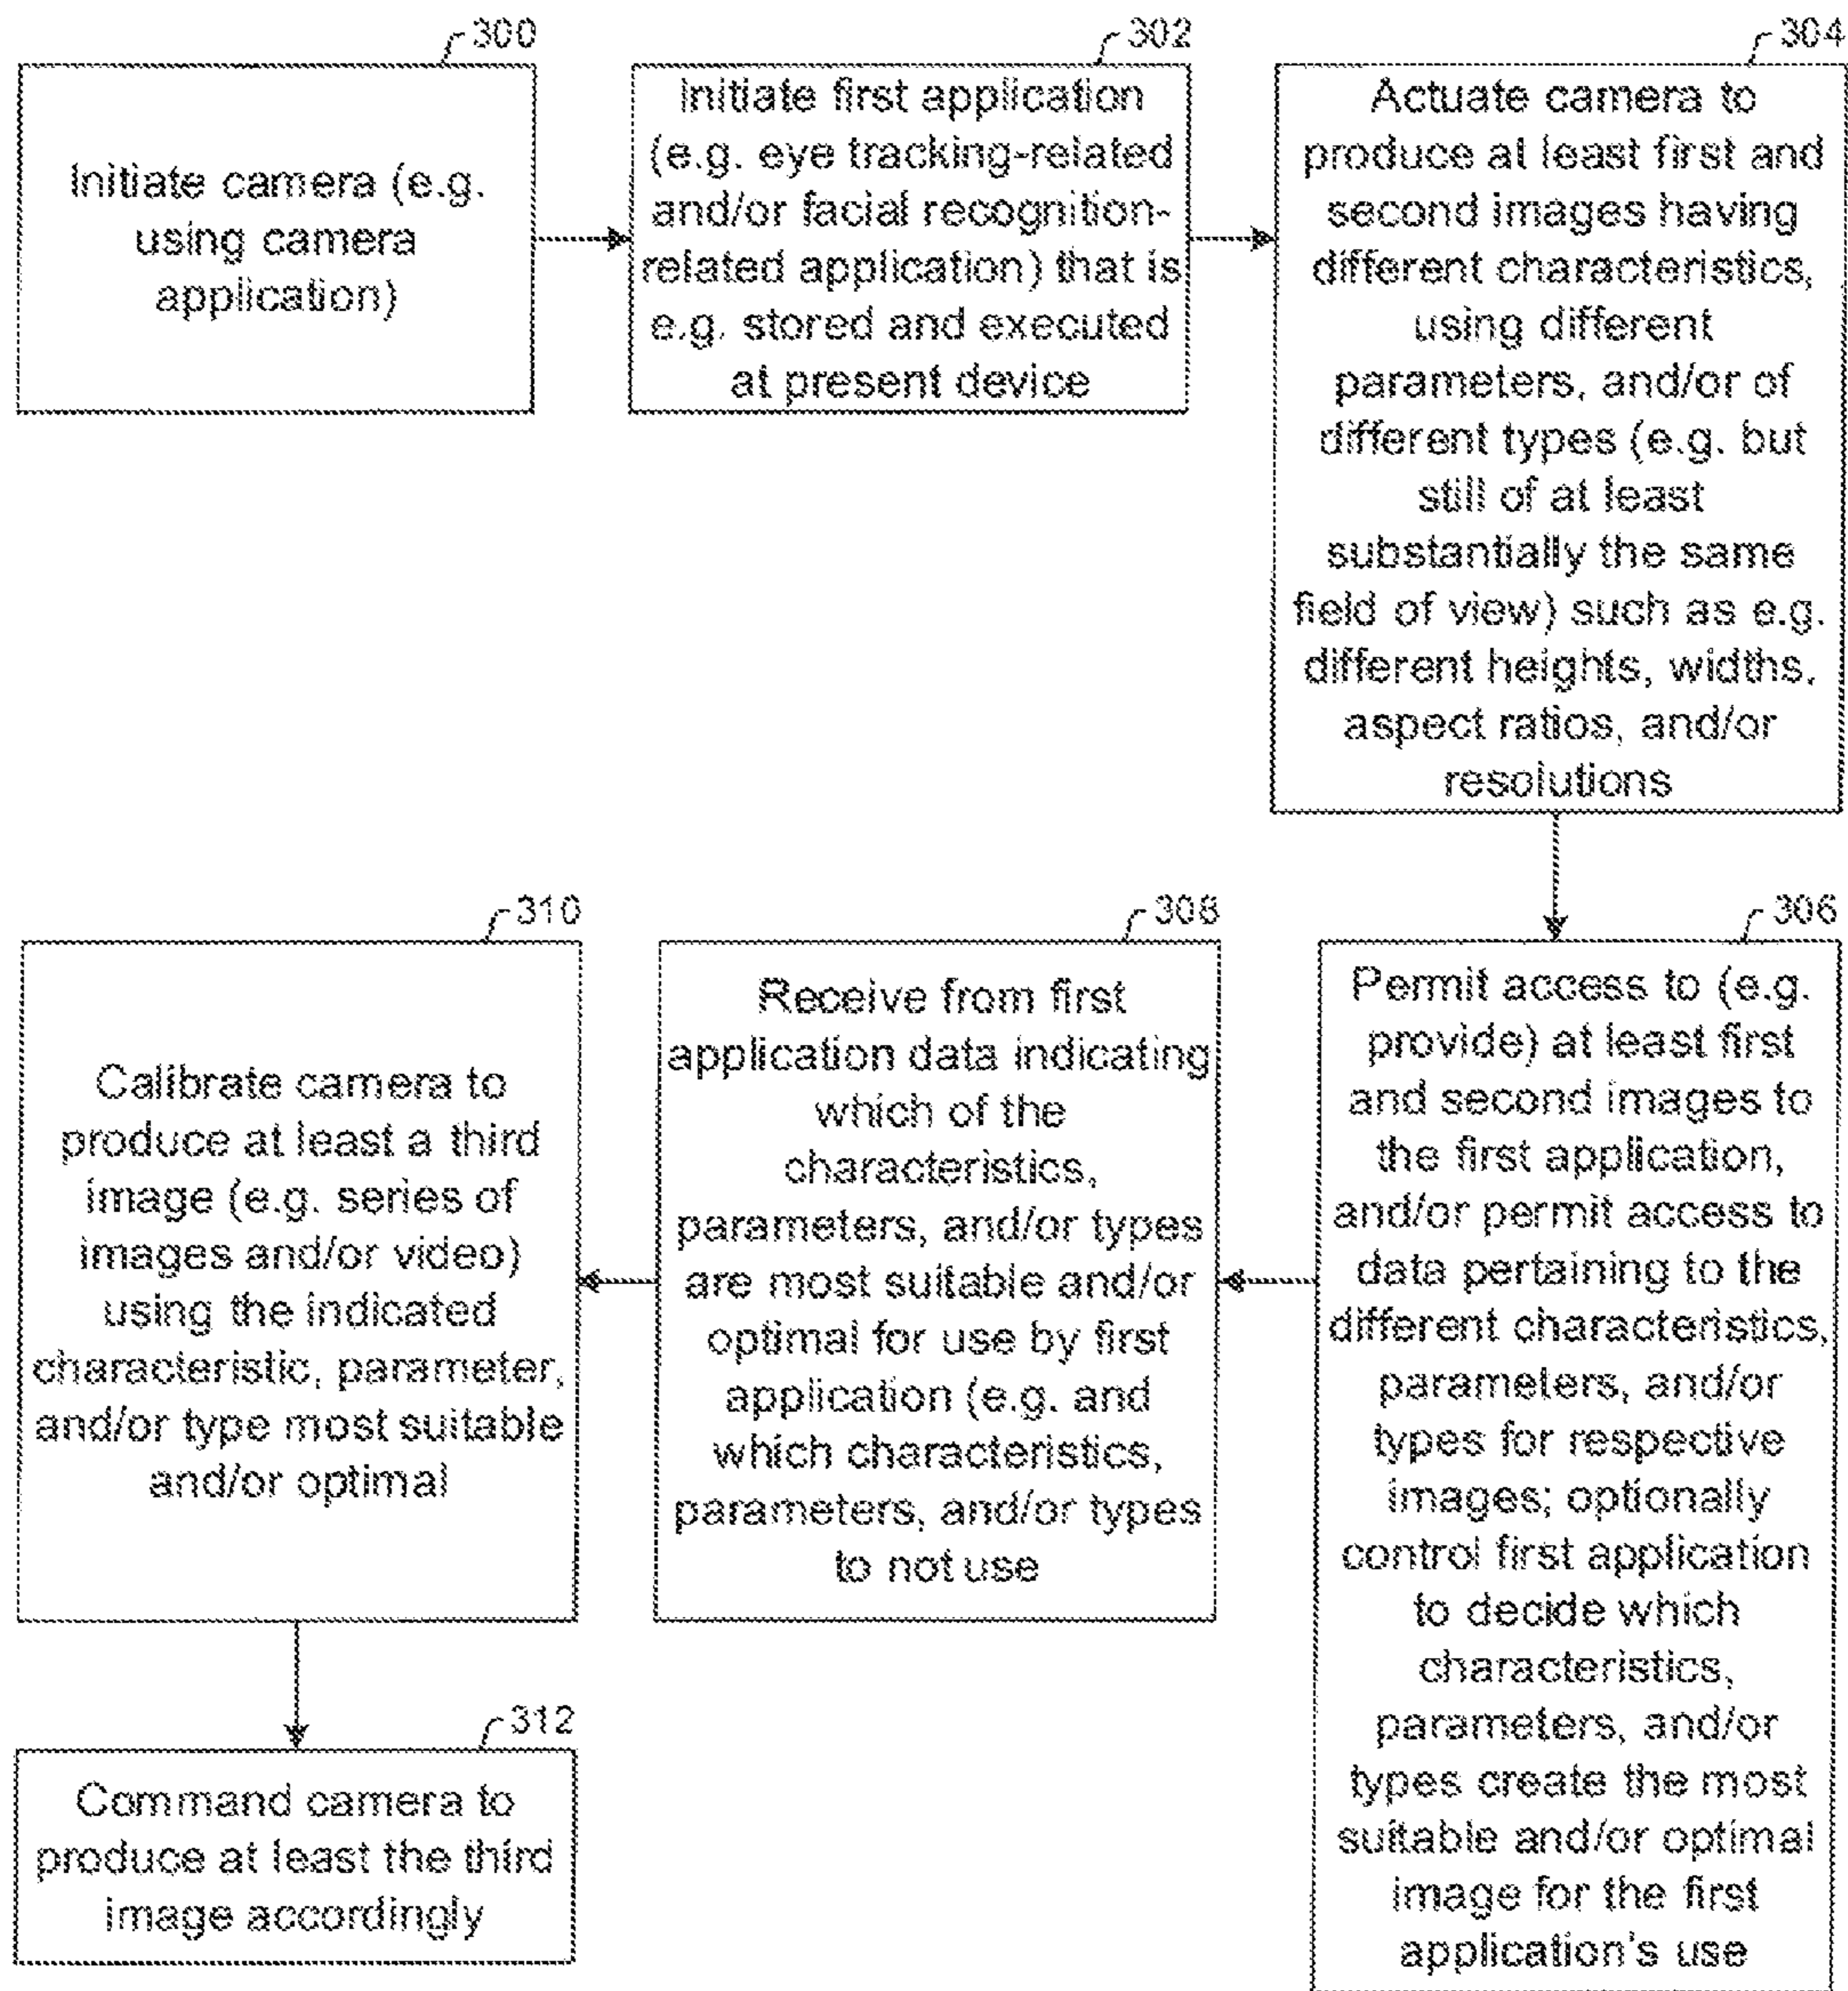 300
Initiate camera (e.g.
using camera
application)
302
Initiate first application
(e.g. eye tracking-related
and/or facial recognition-
related application) that is
e.g. stored and executed
at present device
304
Actuate camera to
produce at least first and
second images having
different characteristics,
using different
parameters, and/or of
different types (e.g. but
still of at least
substantially the same
field of view) such as e.g.
different heights, widths,
aspect ratios, and/or
resolutions
306
Permit access to (e.g.
provide) at least first
and second images to
the first application,
and/or permit access to
data pertaining to the
different characteristics,
parameters, and/or
types for respective
images; optionally
control first application
to decide which
characteristics,
parameters, and/or
types create the most
suitable and/or optimal
image for the first
application's use
308
Receive from first
application data indicating
which of the
characteristics,
parameters, and/or types
are most suitable and/or
optimal for use by first
application (e.g. and
which characteristics,
parameters, and/or types
to not use
310
Calibrate camera to
produce at least a third
image (e.g. series of
images and/or video)
using the indicated
characteristic, parameter,
and/or type most suitable
and/or optimal
312
Command camera to
produce at least the third
image accordingly